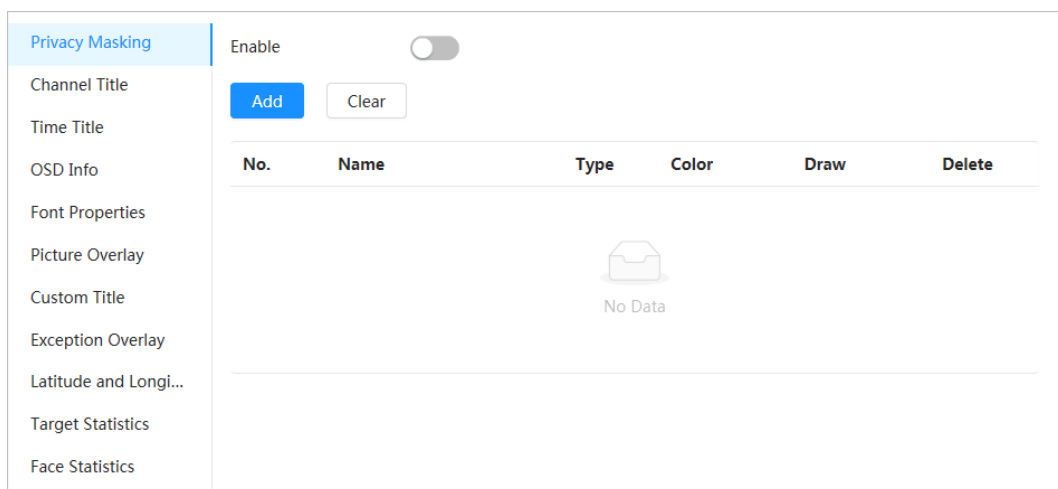 Privacy Masking
Channel Title
Time Title
OSD Info
Font Properties
Picture Overlay
Custom Title
Exception Overlay
Latitude and Longi...
Target Statistics
Face Statistics
Enable
Add Clear
No. Name Type Color Draw Delete
No Data